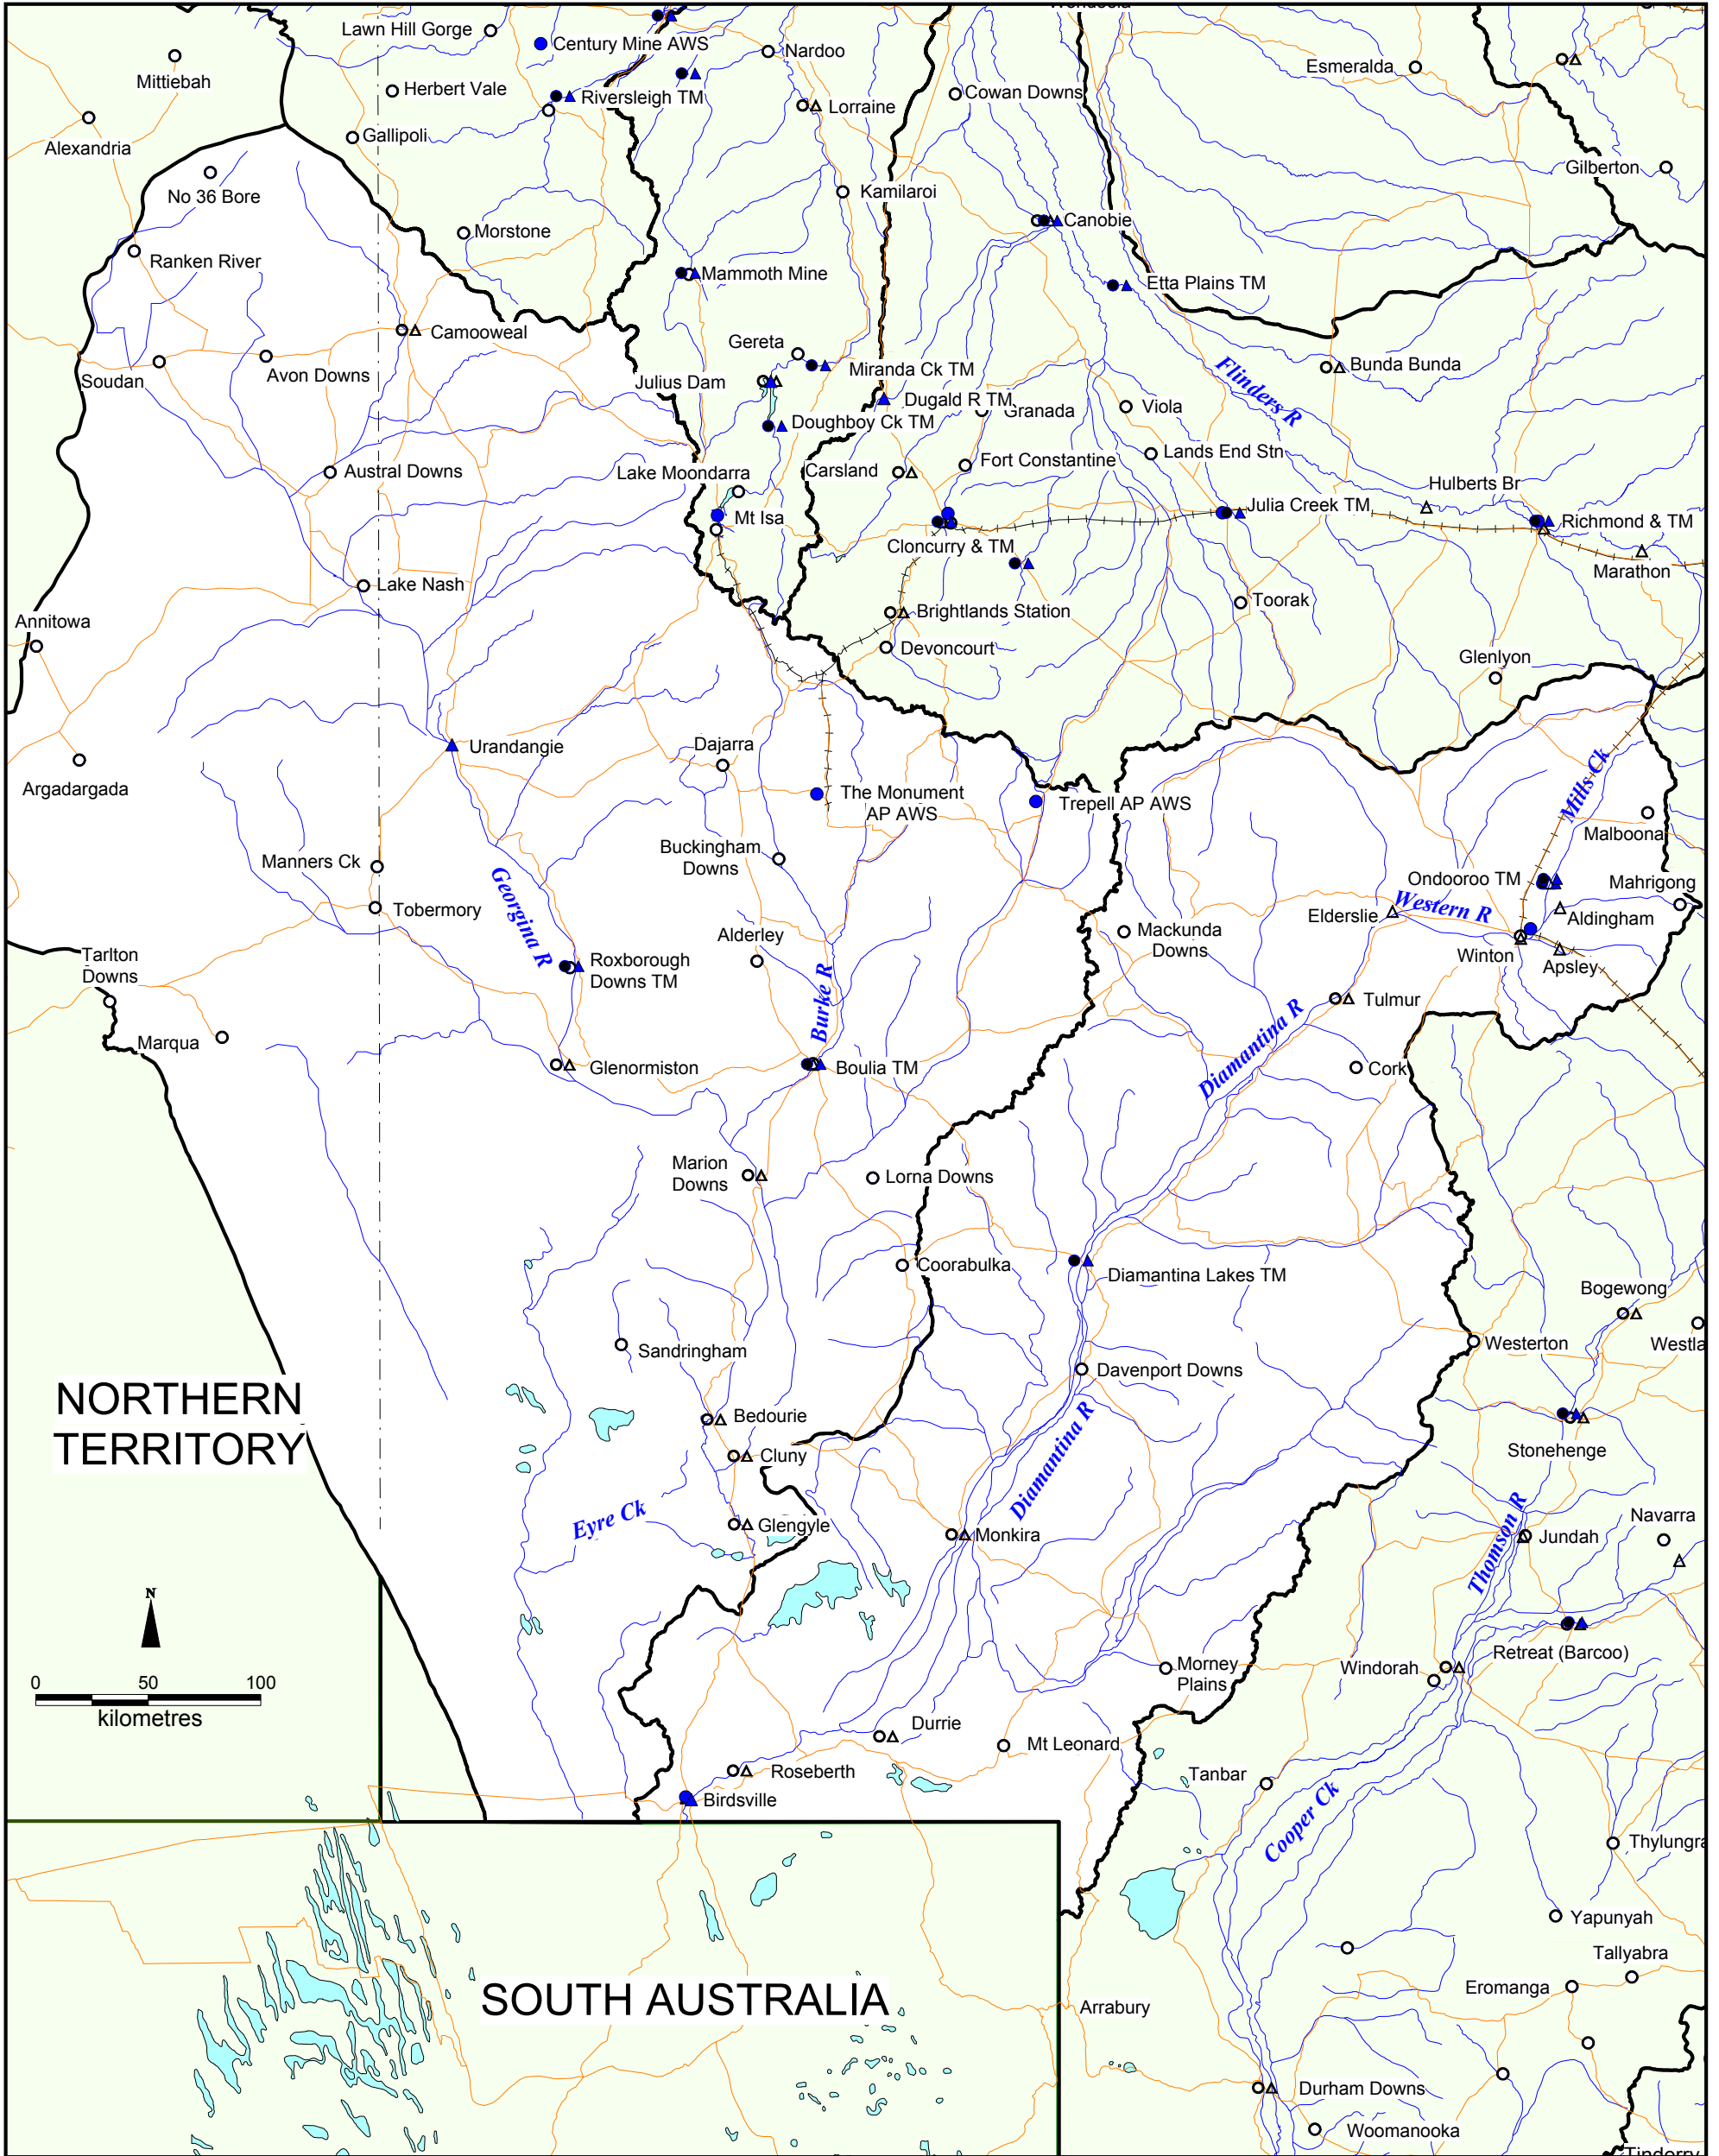 Wondoola
Lawn Hill Gorge
Century Mine AWS
Nardoo
Mittiebah
Herbert Vale
Riversleigh TM
Lorraine
Cowan Downs
Esmeralda
Alexandria
Gallipoli
Gilberton
No 36 Bore
Kamilaroi
Canobie
Morstone
Ranken River
Mammoth Mine
Etta Plains TM
Camooweal
Gereta
Miranda Ck TM
Bunda Bunda
Soudan
Avon Downs
Julius Dam
Dugald R TM
Granada
Viola
Flinders R
Doughboy Ck TM
Austral Downs
Lake Moondarra
Carsland
Fort Constantine
Lands End Stn
Hulberts Br
Mt Isa
Julia Creek TM
Richmond & TM
Cloncurry & TM
Marathon
Lake Nash
Brightlands Station
Toorak
Annitowa
Devoncourt
Glenlyon
Urandangie
Dajarra
Argadargada
The Monument
AP AWS
Trepell AP AWS
Mills Ck
Malboona
Manners Ck
Buckingham
Downs
Georgina R
Ondooroo TM
Mahrigong
Tobermory
Elderslie
Western R
Aldingham
Mackunda
Downs
Alderley
Winton
Apsley
Tarlton
Downs
Roxborough
Downs TM
Burke R
Tulmur
Marqua
Diamantina R
Glenormiston
Boulia TM
Cork
Marion
Downs
Lorna Downs
Coorabulka
Diamantina Lakes TM
Bogewong
Sandringham
Westerton
Westla
Davenport Downs
NORTHERN
TERRITORY
Bedourie
Cluny
Diamantina R
Stonehenge
Eyre Ck
Glengyle
Monkira
Thomson R
Jundah
Navarra
N
0 50 100
kilometres
Morney
Plains
Windorah
Retreat (Barcoo)
Durrie
Mt Leonard
Roseberth
Tanbar
Birdsville
Cooper Ck
Thylungra
Yapunyah
Tallyabra
Eromanga
SOUTH AUSTRALIA
Arrabury
Durham Downs
Woomanooka
Tinderry